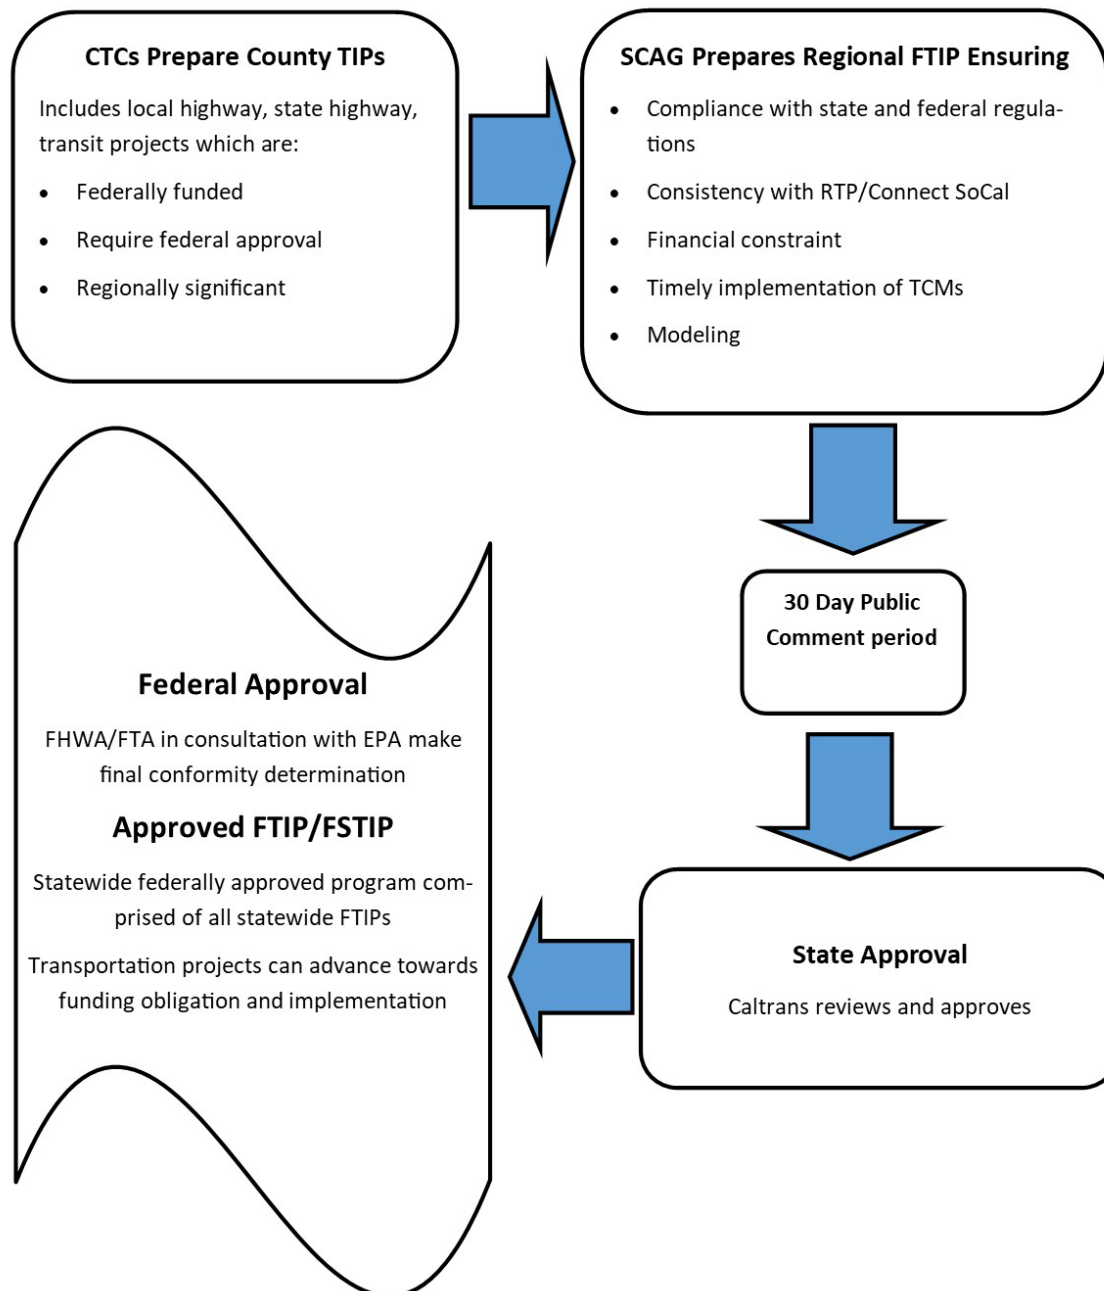 CTCs Prepare County TIPs
Includes local highway, state highway,
transit projects which are:
• Federally funded
• Require federal approval
• Regionally significant
SCAG Prepares Regional FTIP Ensuring
• Compliance with state and federal regula-
tions
• Consistency with RTP/Connect SoCal
• Financial constraint
• Timely implementation of TCMs
• Modeling
30 Day Public
Comment period
State Approval
Caltrans reviews and approves
Federal Approval
FHWA/FTA in consultation with EPA make
final conformity determination
Approved FTIP/FSTIP
Statewide federally approved program com-
prised of all statewide FTIPs
Transportation projects can advance towards
funding obligation and implementation